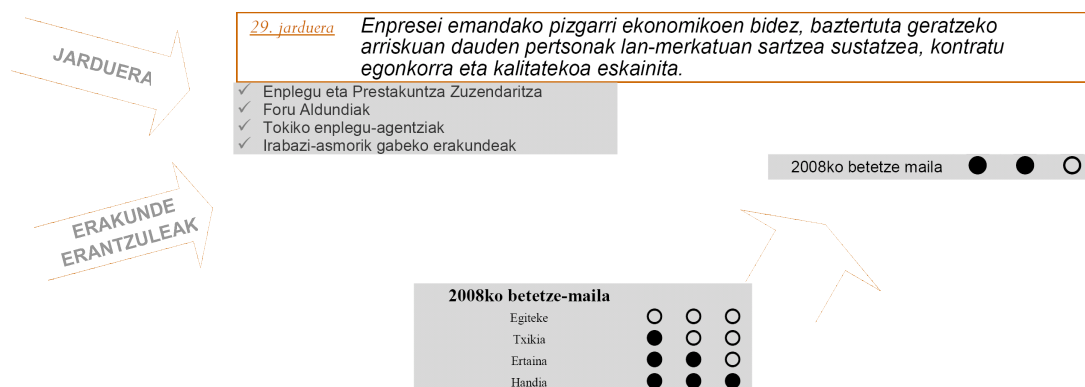 JARDUERA
29. jarduera Enpresei emandako pizgarri ekonomikoen bidez, baztertuta geratzeko
arriskuan dauden pertsonak lan-merkatuan sartzea sustatzea, kontratu
egonkorra eta kalitatekoa eskainita.
✓ Enplegu eta Prestakuntza Zuzendaritza
✓ Foru Aldundiak
✓ Tokiko enplegu-agentziak
✓ Irabazi-asmorik gabeko erakundeak
2008ko betetze maila ● ● ○
ERAKUNDE
ERANTZULEAK
2008ko betetze-maila
Egiteke ○ ○ ○
Txikia ● ○ ○
Ertaina ● ● ○
Handia ● ● ●